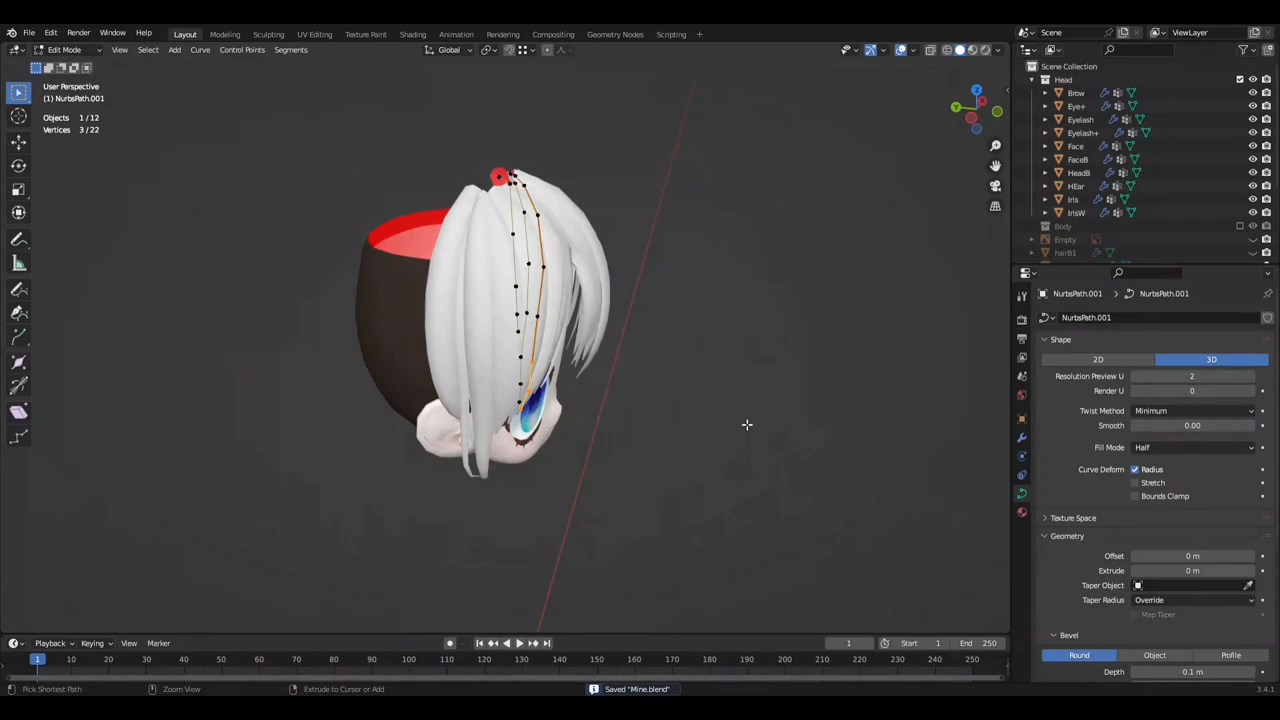 File Edit Render Window Help Layout Modeling Sculpting UV Editing Texture Paint Shading Animation Rendering Compositing Geometry Nodes Scripting Scene ViewLayer
Edit Mode View Select Add Curve Control Points Segments Global
User Perspective
(1) NurbsPath.001
Objects 1 / 12
Vertices 3 / 22
Z
Y
Scene Collection
Head
Brow
Eye+
Eyelash
Eyelash+
Face
FaceB
HeadB
HEar
Iris
IrisW
Body
Empty
hairB1
NurbsPath.001 NurbsPath.001
NurbsPath.001
Shape
2D 3D
Resolution Preview U 2
Render U 0
Twist Method Minimum
Smooth 0.00
Fill Mode Half
Curve Deform Radius
Stretch
Bounds Clamp
Texture Space
Geometry
Offset 0 m
Extrude 0 m
Taper Object
Taper Radius Override
Map Taper
Bevel
Round Object Profile
Depth 0.1 m
Playback Keying View Marker 1 Start 1 End 250
1 10 20 30 40 50 60 70 80 90 100 110 120 130 140 150 160 170 180 190 200 210 220 230 240 250
Pick Shortest Path Zoom View Extrude to Cursor or Add Saved "Mine.blend" 3.4.1